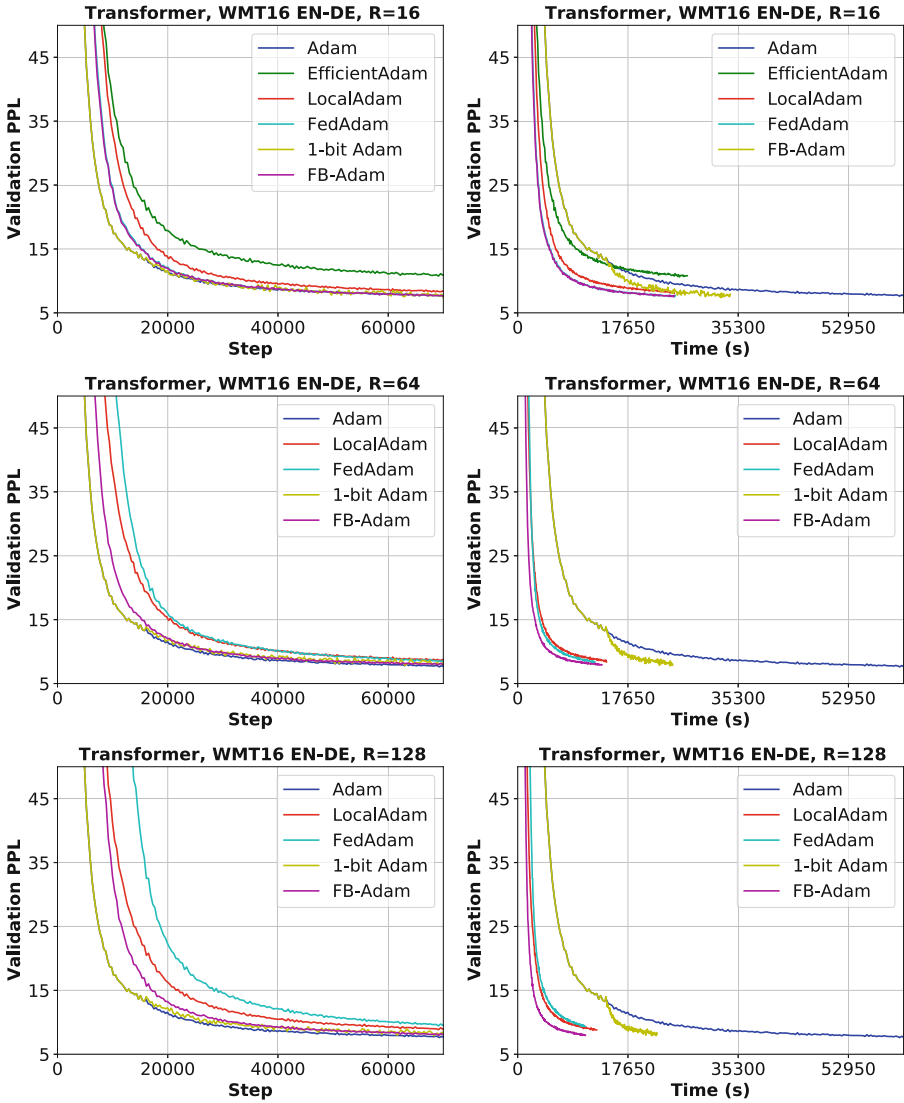 Transformer, WMT16 EN-DE, R=16
Validation PPL
45
35
25
15
5
Adam
EfficientAdam
LocalAdam
FedAdam
1-bit Adam
FB-Adam
0
20000
40000
60000
Step
Transformer, WMT16 EN-DE, R=16
Validation PPL
45
35
25
15
5
Adam
EfficientAdam
LocalAdam
FedAdam
FB-Adam
0
17650
35300
52950
Time (s)
Transformer, WMT16 EN-DE, R=64
Validation PPL
45
35
25
15
5
Adam
LocalAdam
FedAdam
1-bit Adam
FB-Adam
0
20000
40000
60000
Step
Transformer, WMT16 EN-DE, R=64
Validation PPL
45
35
25
15
5
Adam
LocalAdam
FedAdam
1-bit Adam
FB-Adam
0
17650
35300
52950
Time (s)
Transformer, WMT16 EN-DE, R=128
Validation PPL
45
35
25
15
5
Adam
LocalAdam
FedAdam
1-bit Adam
FB-Adam
0
20000
40000
60000
Step
Transformer, WMT16 EN-DE, R=128
Validation PPL
45
35
25
15
5
Adam
LocalAdam
FedAdam
1-bit Adam
FB-Adam
0
17650
35300
52950
Time (s)